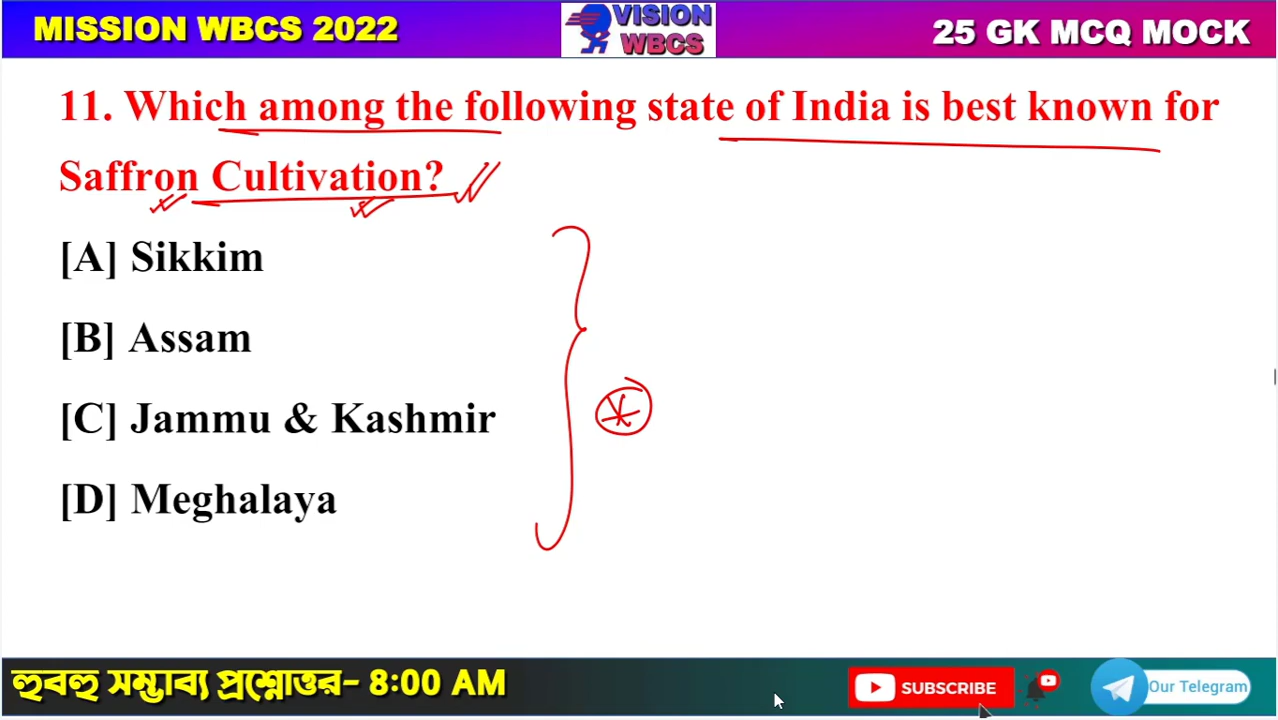 MISSION WBCS 2022
VISION
WBCS
25 GK MCQ MOCK
11. Which among the following state of India is best known for
Saffron Cultivation?
[A] Sikkim
[B] Assam
[C] Jammu & Kashmir
[D] Meghalaya
হুবহু সম্ভাব্য প্রশ্নোত্তর- 8:00 AM
SUBSCRIBE
Our Telegram